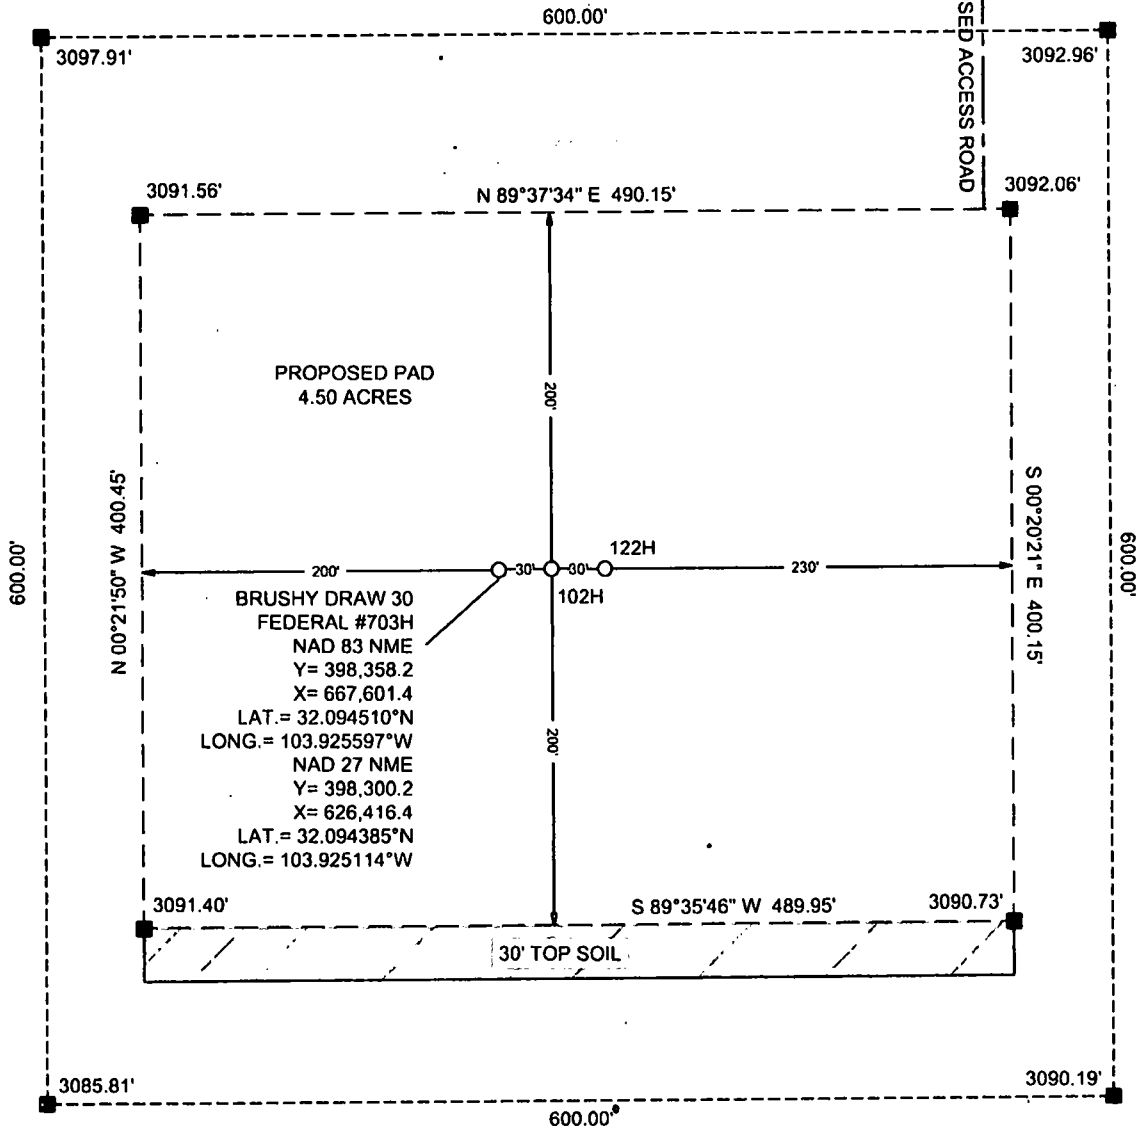 600.00'
3097.91'
3092.96'
SED ACCESS ROAD
3091.56'
N 89°37'34" E 490.15'
3092.06'
PROPOSED PAD
4.50 ACRES
200'
N 00°21'50" W 400.45'
S 00°20'21" E 400.15'
600.00'
600.00'
122H
200'
30'
30'
230'
102H
BRUSHY DRAW 30
FEDERAL #703H
NAD 83 NME
Y= 398,358.2
X= 667,601.4
LAT.= 32.094510°N
LONG.= 103.925597°W
NAD 27 NME
Y= 398,300.2
X= 626,416.4
LAT.= 32.094385°N
LONG.= 103.925114°W
200'
3091.40'
S 89°35'46" W 489.95'
3090.73'
30' TOP SOIL
3085.81'
3090.19'
600.00'